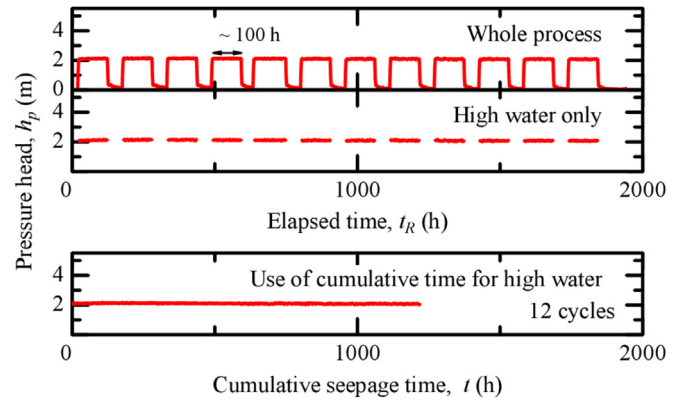 Pressure head, hp (m)
4
2
0
~ 100 h
Whole process
4
2
High water only
0
1000
2000
Elapsed time, tR (h)
4
2
Use of cumulative time for high water
12 cycles
0
1000
2000
Cumulative seepage time, t (h)